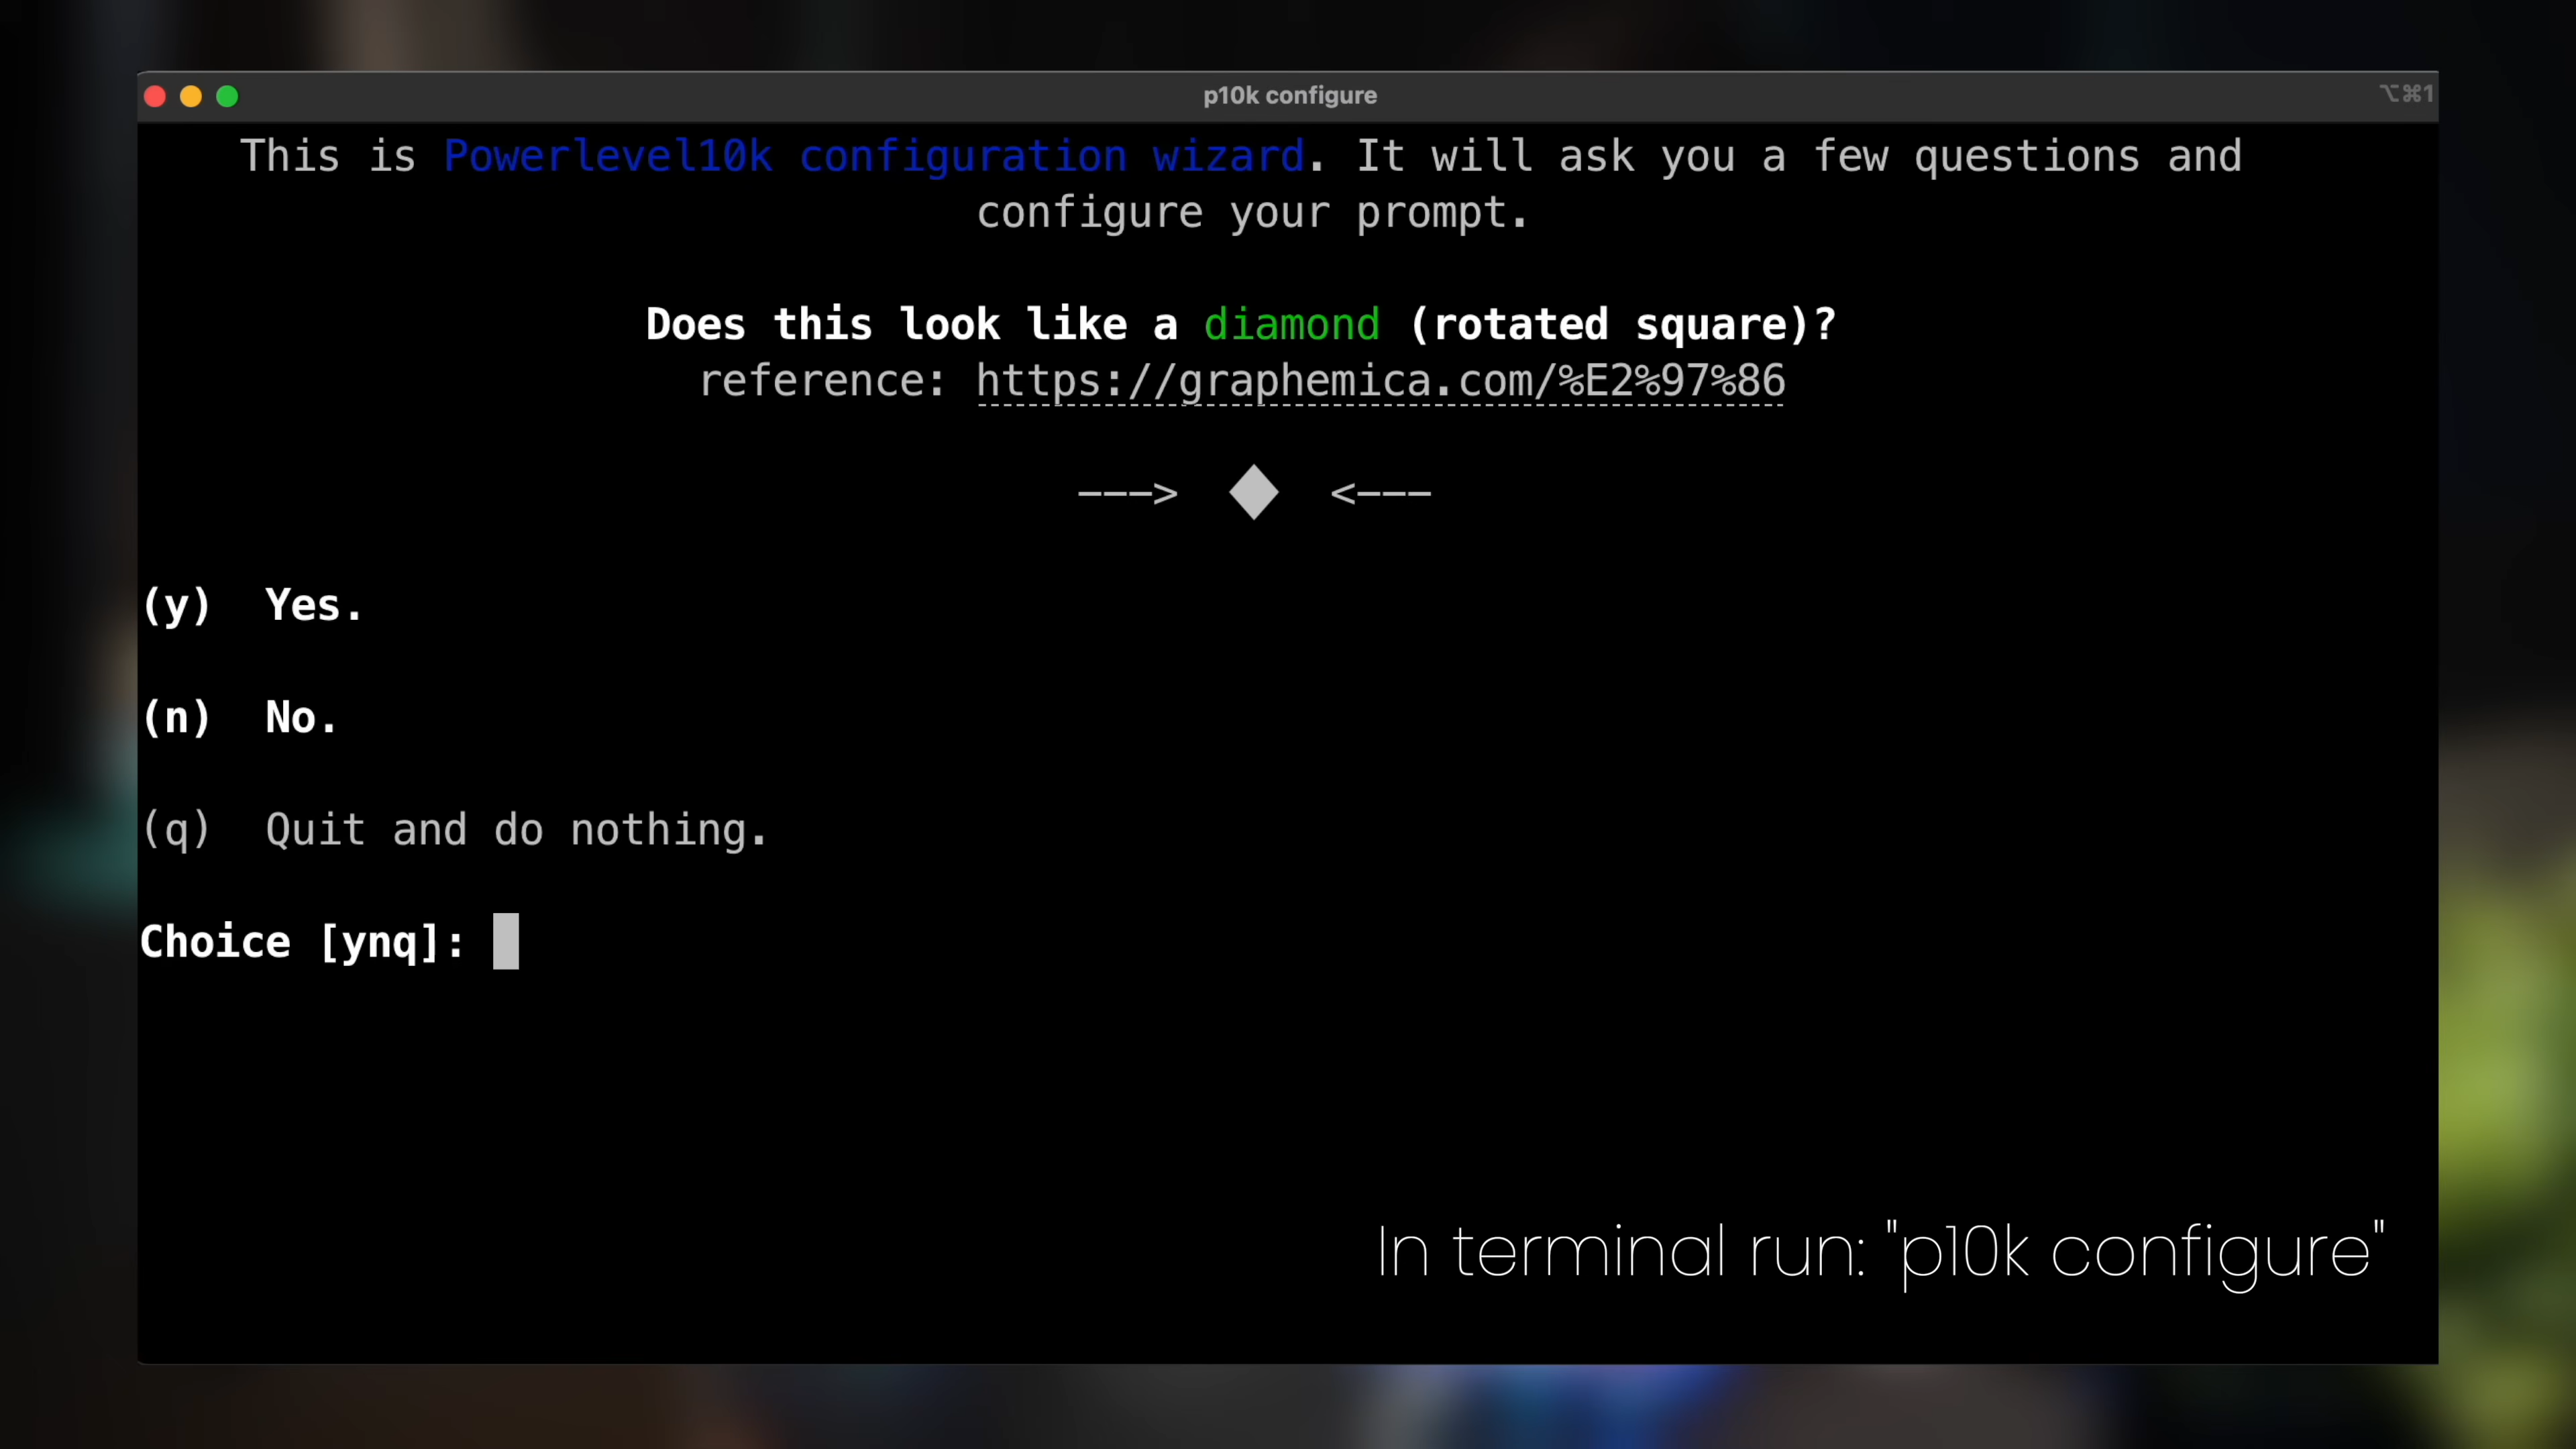 p10k configure
⌥⌘1
This is Powerlevel10k configuration wizard. It will ask you a few questions and
configure your prompt.
Does this look like a diamond (rotated square)?
reference: https://graphemica.com/%E2%97%86
---> ◆ <---
(y) Yes.
(n) No.
(q) Quit and do nothing.
Choice [ynq]:
In terminal run: "p10k configure"